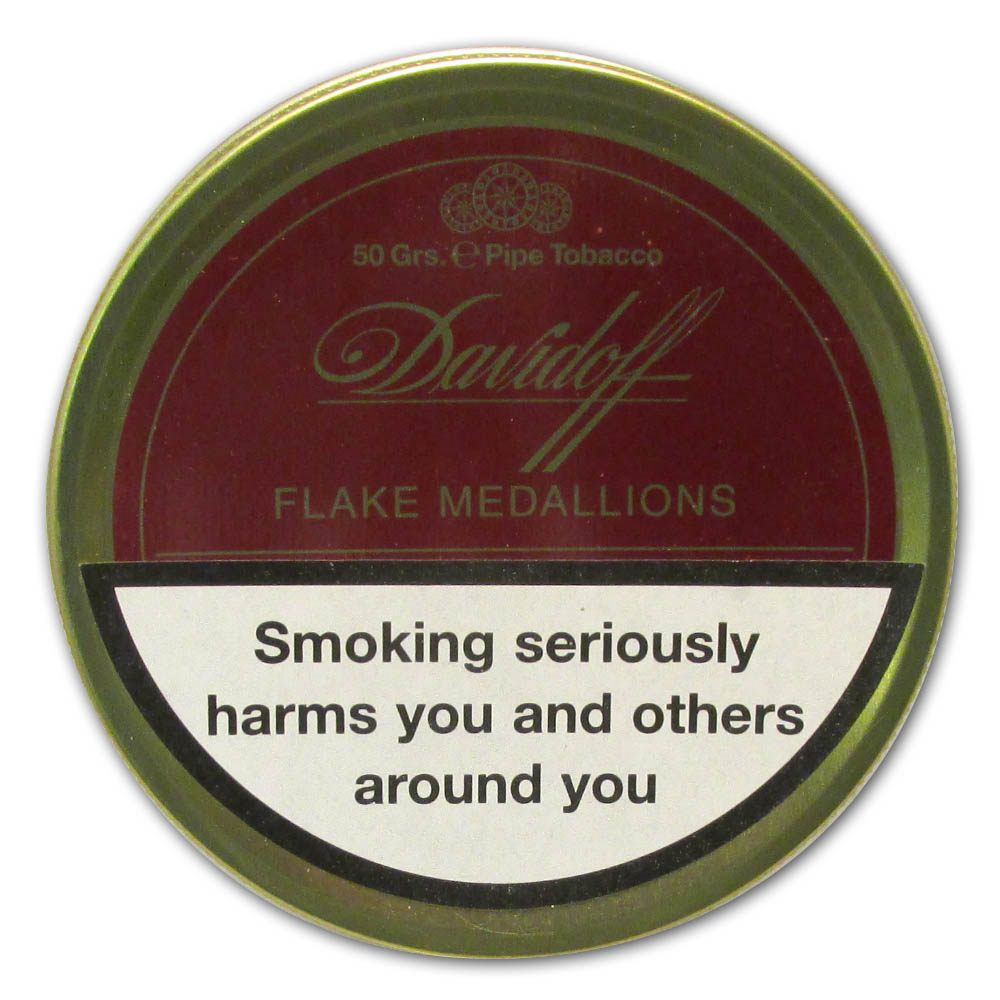 50 Grs. ℮ Pipe Tobacco
Davidoff
FLAKE MEDALLIONS
Smoking seriously
harms you and others
around you